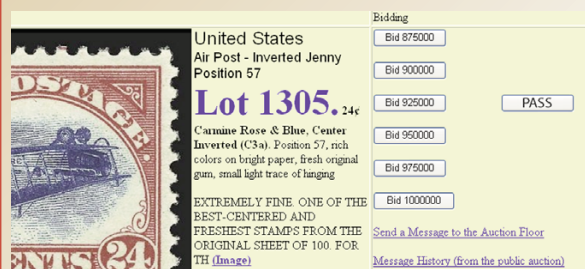 Bidding
United States
Air Post - Inverted Jenny
Position 57
Lot 1305. 24¢
Carmine Rose & Blue, Center
Inverted (C3a). Position 57, rich
colors on bright paper, fresh original
gum, small light trace of hinging
EXTREMELY FINE. ONE OF THE
BEST-CENTERED AND
FRESHEST STAMPS FROM THE
ORIGINAL SHEET OF 100. FOR
TH (Image)
Bid 875000
Bid 900000
Bid 925000
PASS
Bid 950000
Bid 975000
Bid 1000000
Send a Message to the Auction Floor
Message History (from the public auction)
OSTAGE
ENTS 24